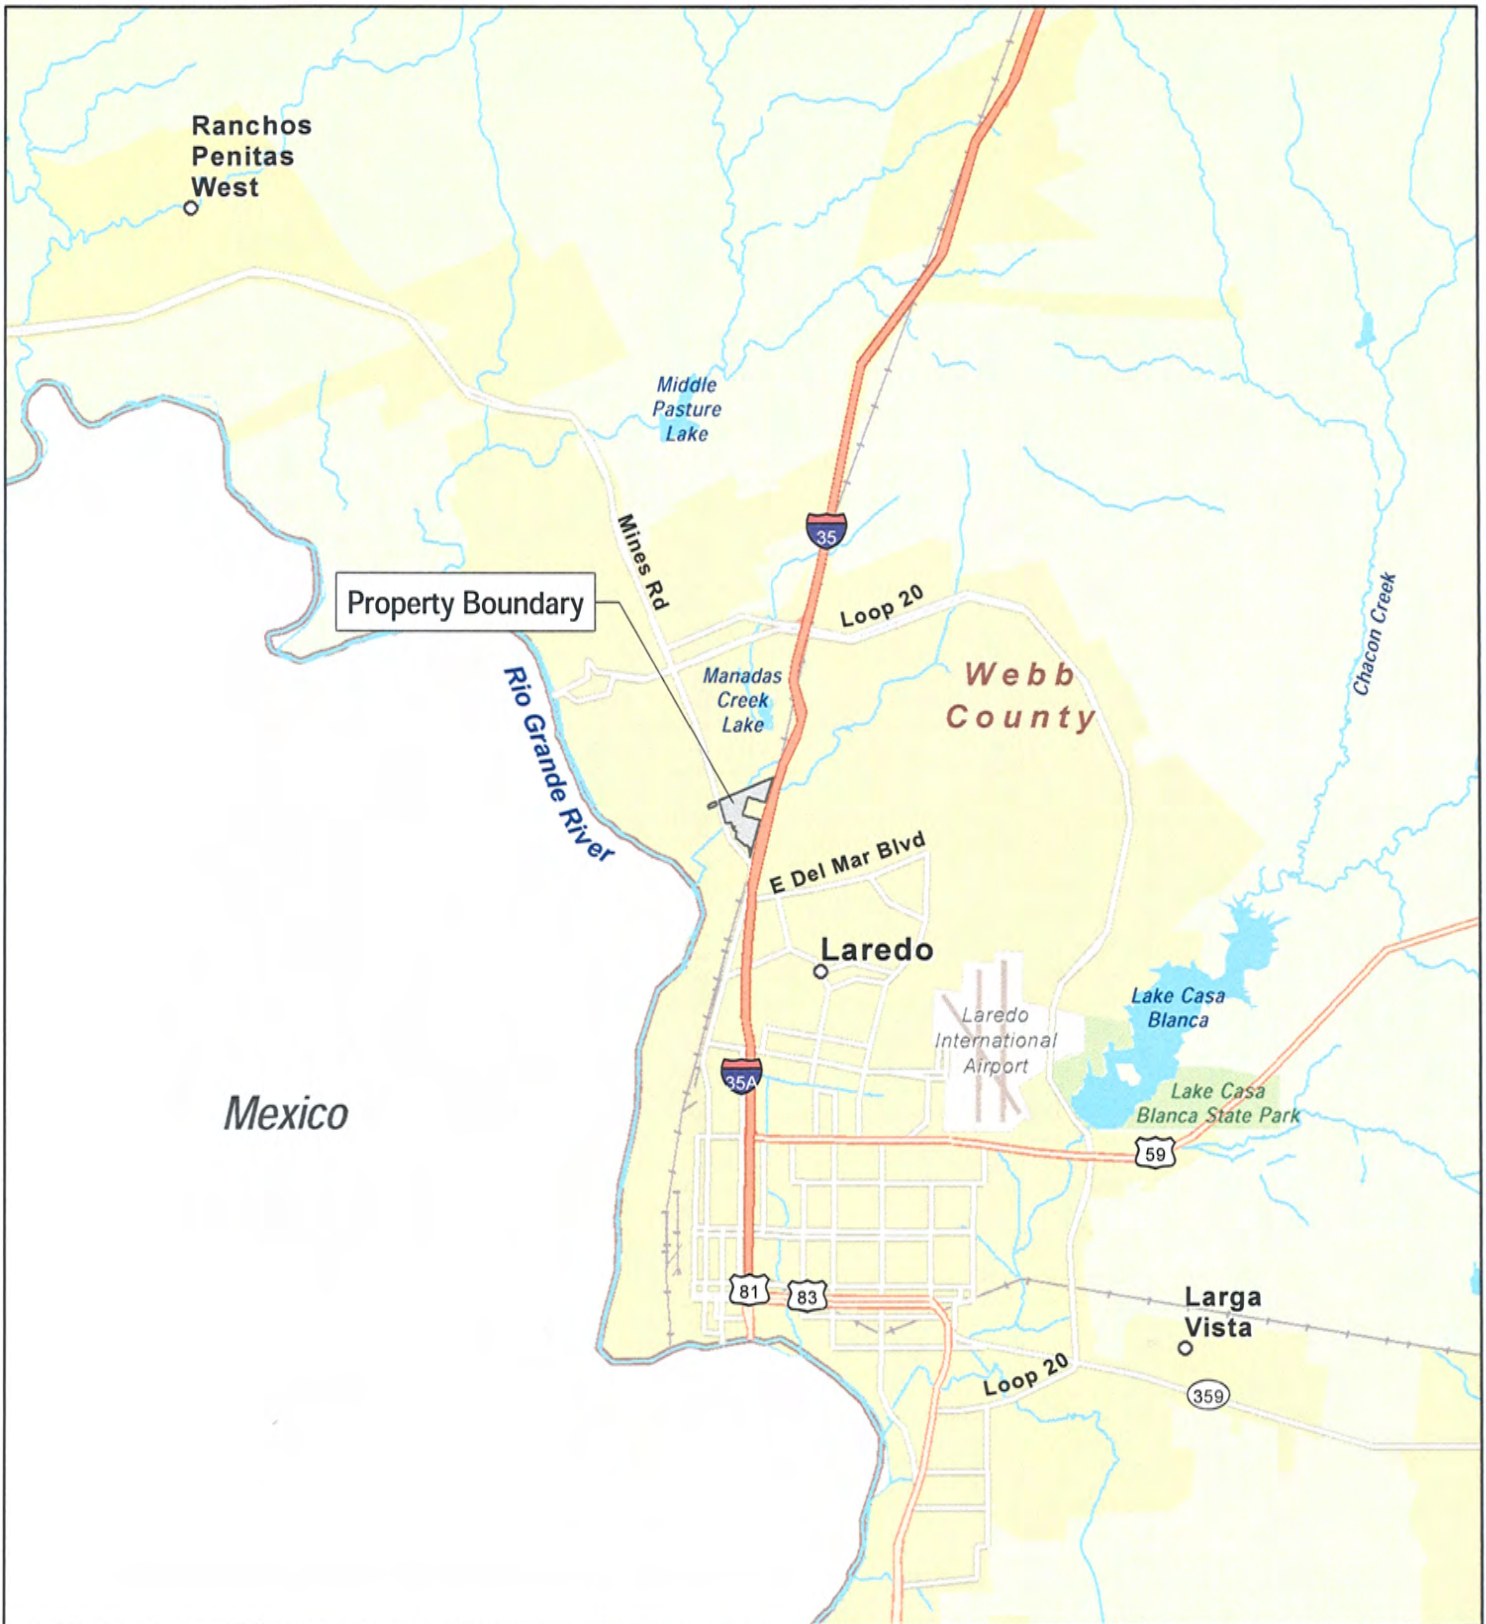 Ranchos
Penitas
West
Middle
Pasture
Lake
35
Mines Rd
Property Boundary
Loop 20
Chacon Creek
Rio Grande River
Manadas
Creek
Lake
Webb
County
E Del Mar Blvd
Laredo
Lake Casa
Blanca
Laredo
International
Airport
35A
Mexico
Lake Casa
Blanca State Park
59
81
83
Larga
Vista
Loop 20
359